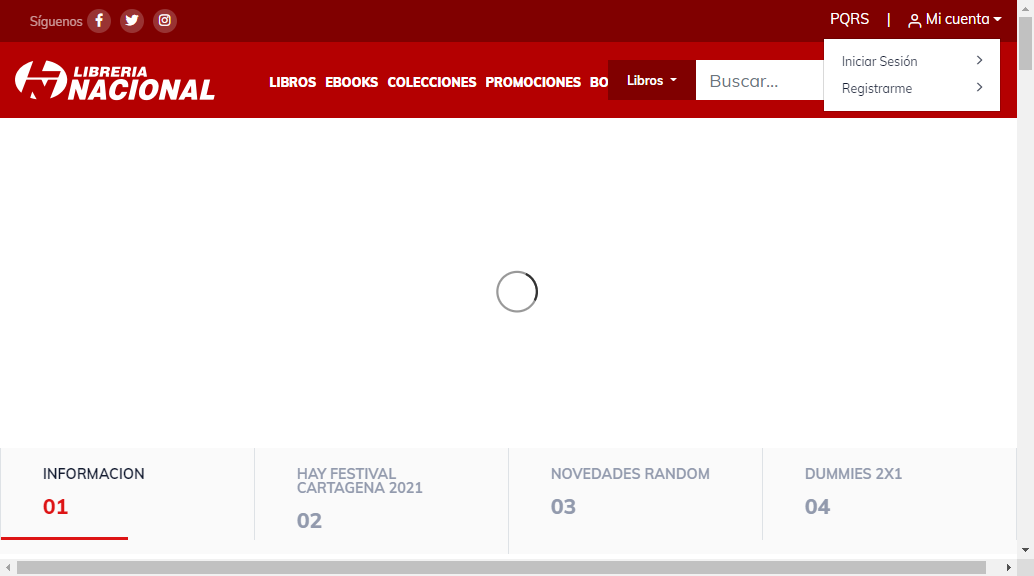 Síguenos
PQRS | Mi cuenta
Iniciar Sesión
Registrarme
LIBRERIA
NACIONAL
LIBROS EBOOKS COLECCIONES PROMOCIONES BO
Libros
Buscar...
INFORMACION
01
HAY FESTIVAL
CARTAGENA 2021
02
NOVEDADES RANDOM
03
DUMMIES 2X1
04